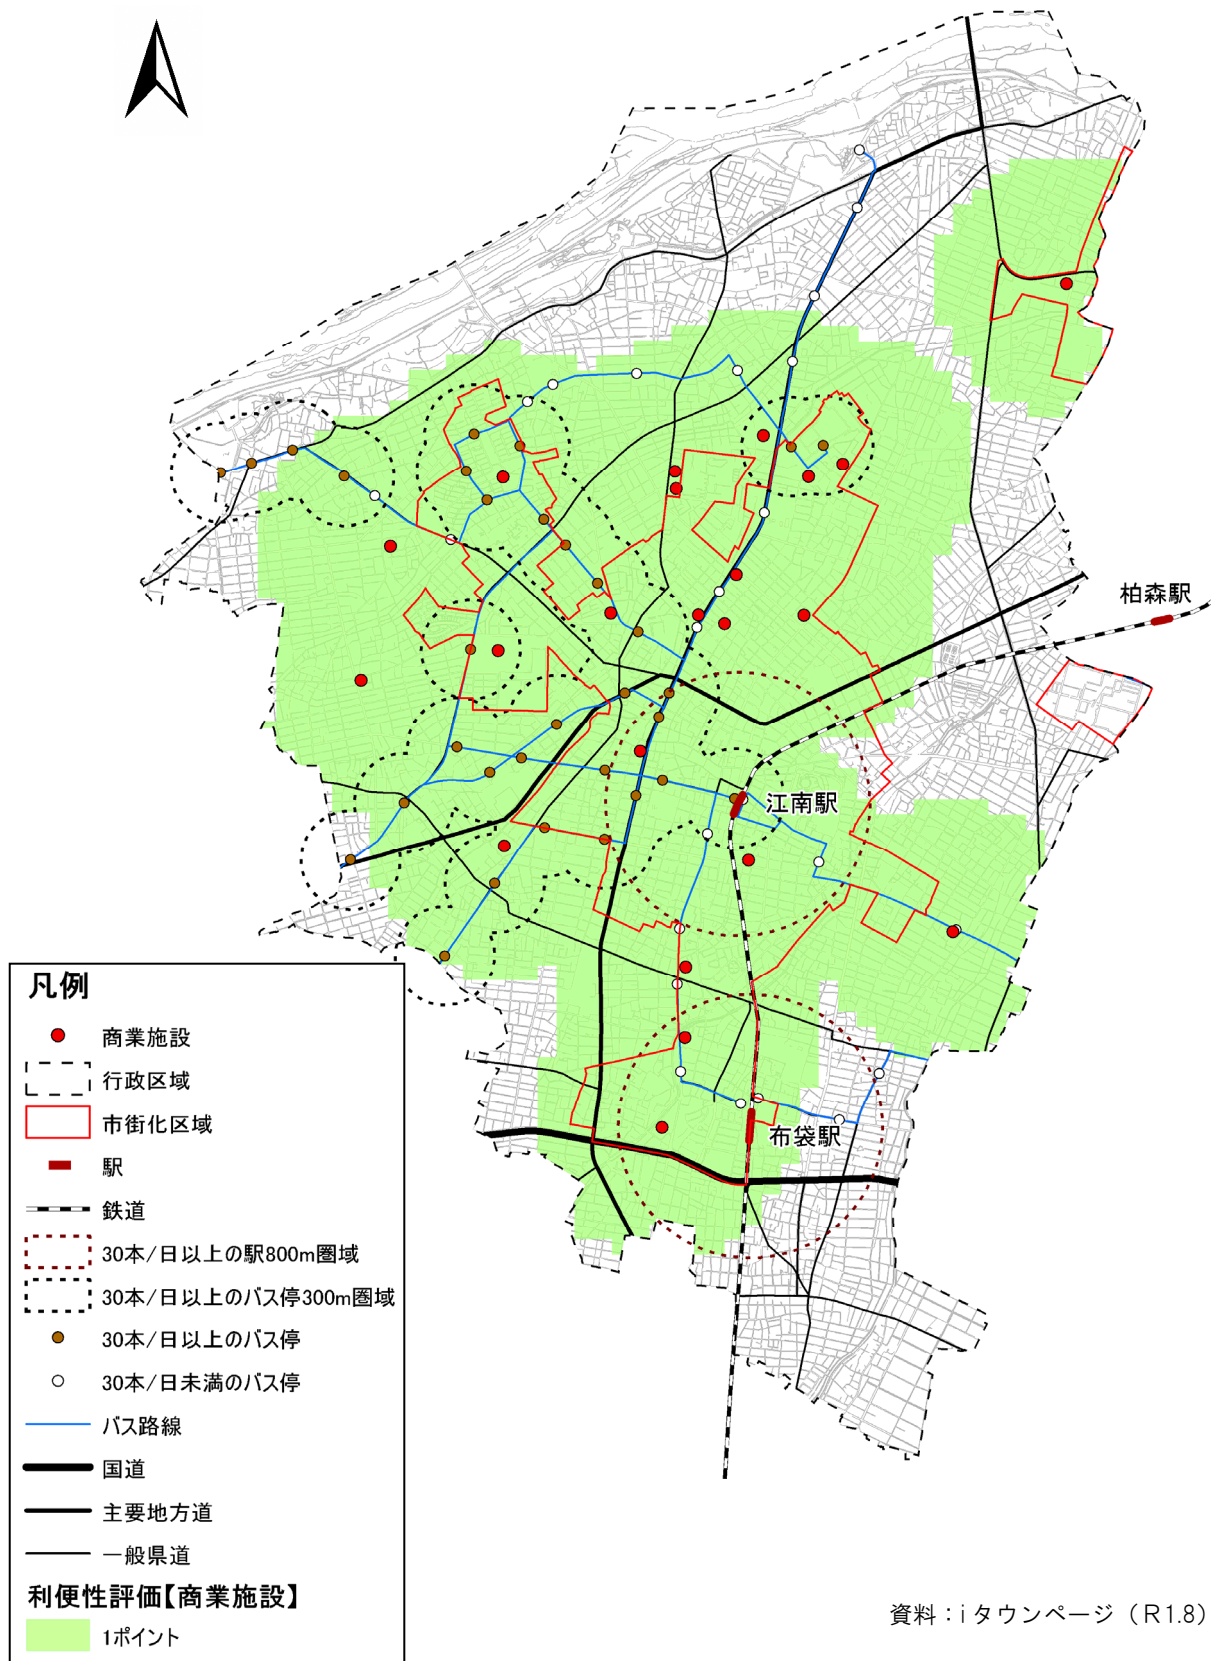 柏森駅
江南駅
布袋駅
凡例
商業施設
行政区域
市街化区域
駅
鉄道
30本/日以上の駅800m圏域
30本/日以上のバス停300m圏域
30本/日以上のバス停
30本/日未満のバス停
バス路線
国道
主要地方道
一般県道
利便性評価【商業施設】
1ポイント
資料：iタウンページ（R1.8）